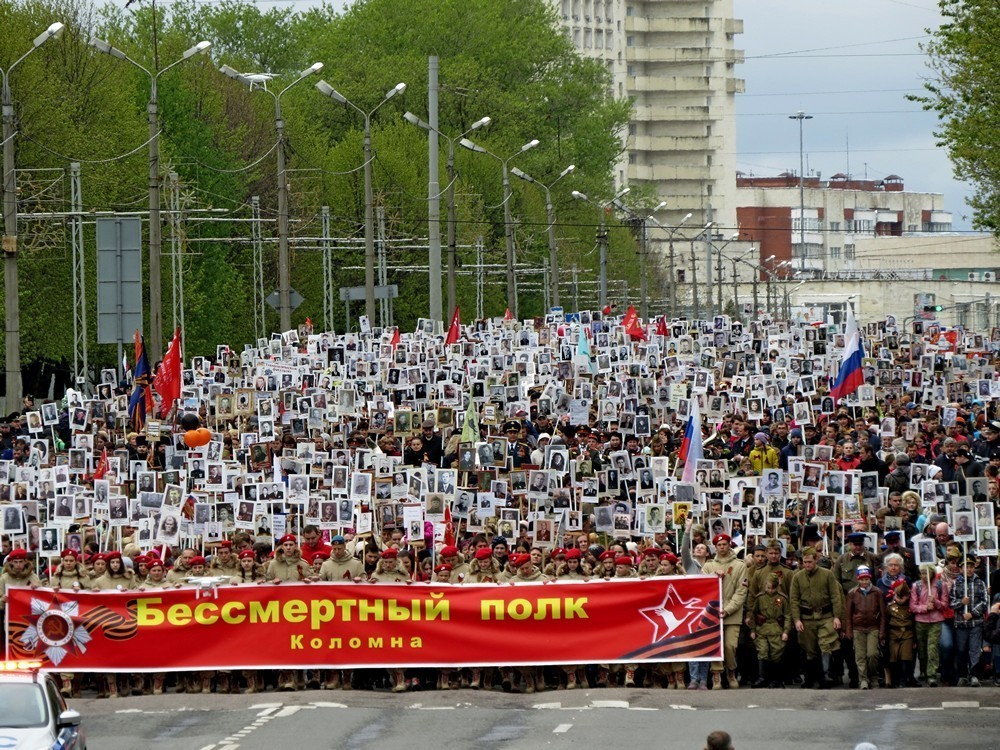 Бессмертный полк
Коломна